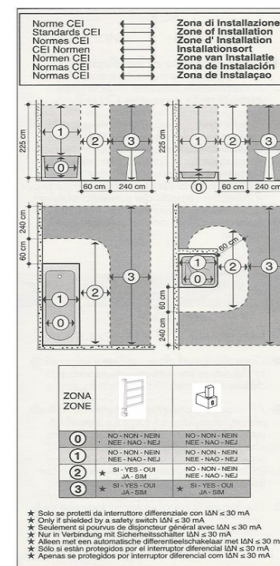 Norme CEI
Standards CEI
Normes CEI
CEI Normen
Normen CEI
Normas CEI
Normas CEI
Zona di Installazione
Zone of Installation
Zone d' Installation
Installationsort
Zone van Installatie
Zona de Instalación
Zona de Instalaçao
225 cm
1
2
3
0
60 cm
240 cm
225 cm
1
2
3
0
60 cm
240 cm
240 cm
60 cm
1
2
3
0
60 cm
1
2
3
0
60 cm
240 cm
ZONA
ZONE
0
NO - NON - NEIN
NEE - NAO - NEJ
NO - NON - NEIN
NEE - NAO - NEJ
1
NO - NON - NEIN
NEE - NAO - NEJ
NO - NON - NEIN
NEE - NAO - NEJ
2
★ SI - YES - OUI
JA - SIM
NO - NON - NEIN
NEE - NAO - NEJ
3
★ SI - YES - OUI
JA - SIM
★ SI - YES - OUI
JA - SIM
★ Solo se protetti da interruttore differenziale con IΔN ≤ 30 mA
★ Only if shielded by a safety switch IΔN ≤ 30 mA
★ Seulement si pourvus de disjoncteur général avec IΔN ≤ 30 mA
★ Nur in Verbindung mit Sicherheitsschalter IΔN ≤ 30 mA
★ Alleen met een automatische differentieelschakelaar met IΔN ≤ 30 mA
★ Sólo si están protegidos por el interruptor diferencial IΔN ≤ 30 mA
★ Apenas se protegidos por interruptor diferencial com IΔN ≤ 30 mA